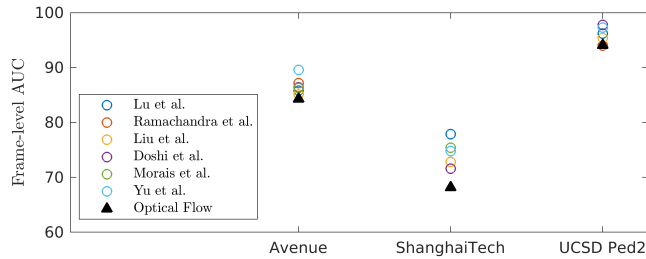 100
90
80
70
60
Frame-level AUC
Lu et al.
Ramachandra et al.
Liu et al.
Doshi et al.
Morais et al.
Yu et al.
Optical Flow
Avenue
ShanghaiTech
UCSD Ped2